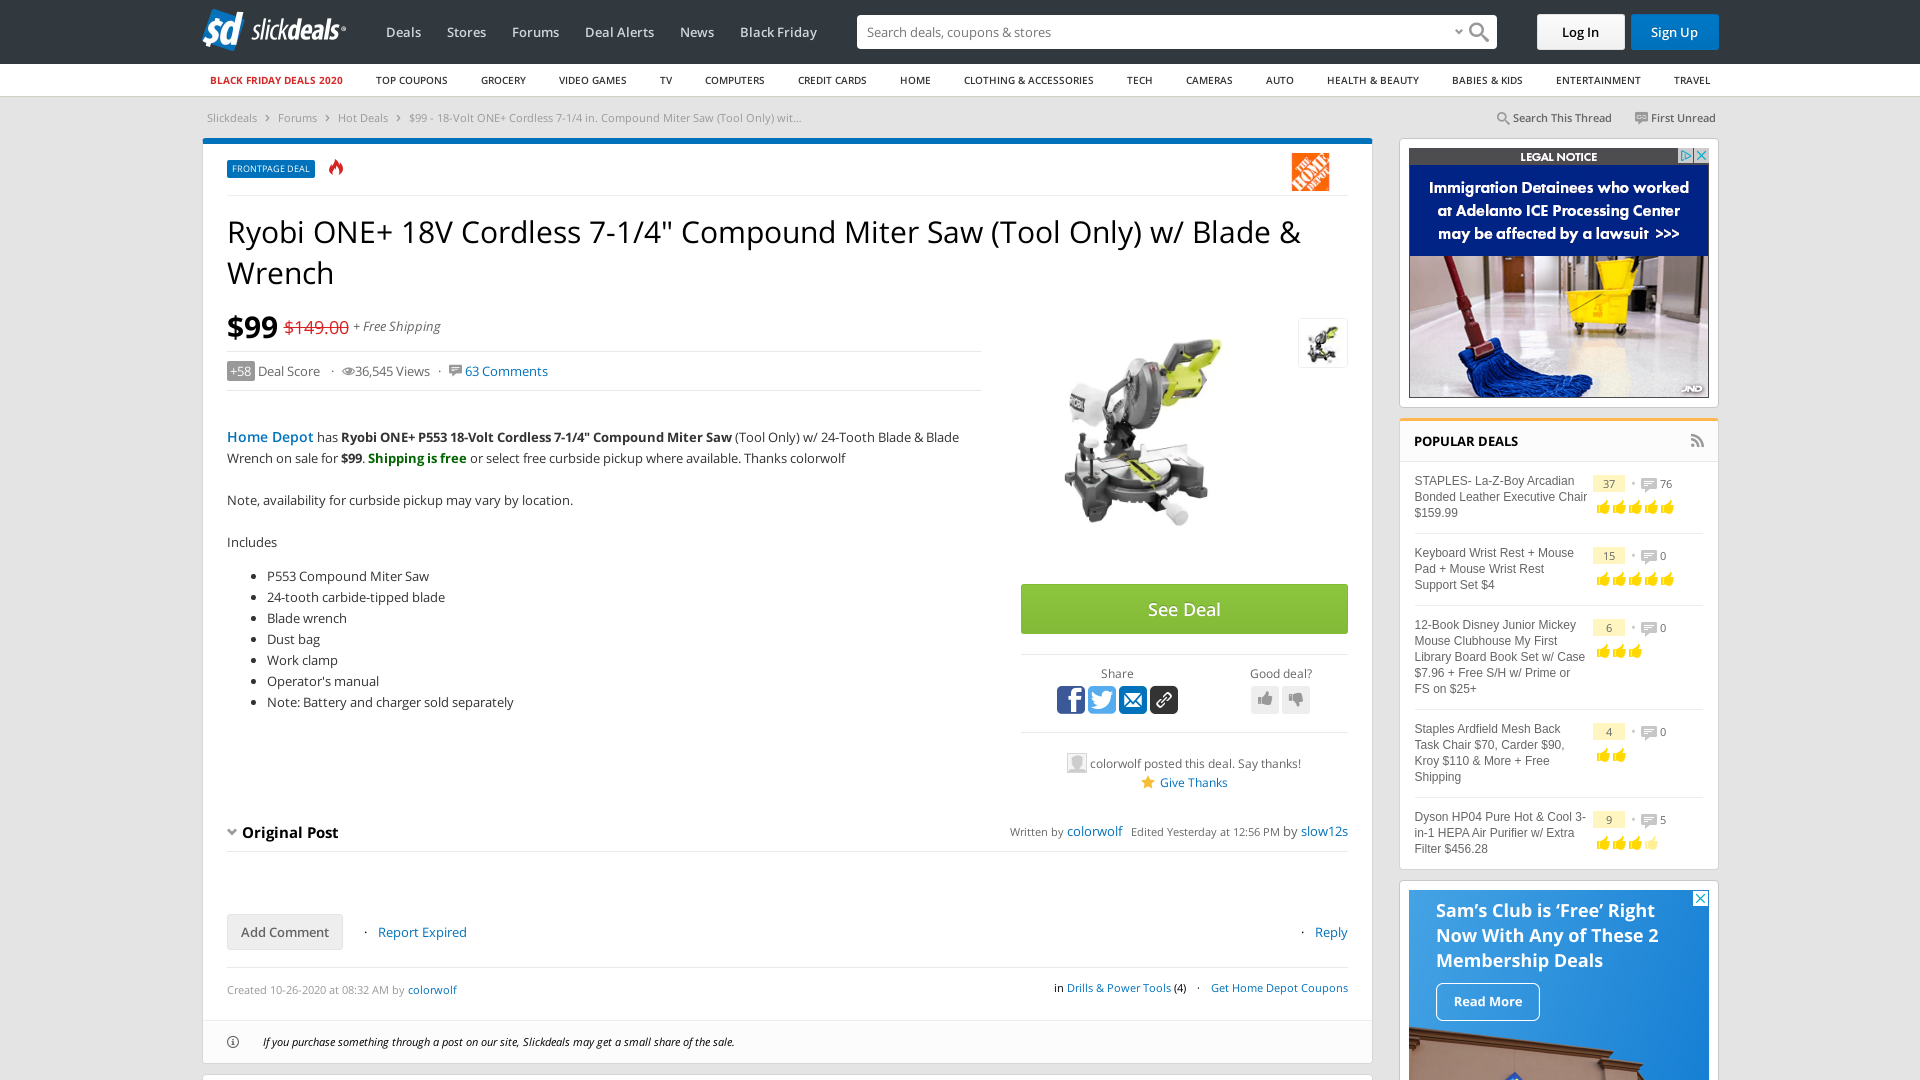 sd slickdeals
Deals
Stores
Forums
Deal Alerts
News
Black Friday
Search deals, coupons & stores
Log In
Sign Up
BLACK FRIDAY DEALS 2020
TOP COUPONS
GROCERY
VIDEO GAMES
TV
COMPUTERS
CREDIT CARDS
HOME
CLOTHING & ACCESSORIES
TECH
CAMERAS
AUTO
HEALTH & BEAUTY
BABIES & KIDS
ENTERTAINMENT
TRAVEL
Slickdeals › Forums › Hot Deals › $99 - 18-Volt ONE+ Cordless 7-1/4 in. Compound Miter Saw (Tool Only) wit...
Search This Thread
First Unread
FRONTPAGE DEAL
THE HOME DEPOT
Ryobi ONE+ 18V Cordless 7-1/4" Compound Miter Saw (Tool Only) w/ Blade &
Wrench
$99 $149.00 + Free Shipping
+58 Deal Score · 36,545 Views · 63 Comments
Home Depot has Ryobi ONE+ P553 18-Volt Cordless 7-1/4" Compound Miter Saw (Tool Only) w/ 24-Tooth Blade & Blade
Wrench on sale for $99. Shipping is free or select free curbside pickup where available. Thanks colorwolf
Note, availability for curbside pickup may vary by location.
Includes
• P553 Compound Miter Saw
• 24-tooth carbide-tipped blade
• Blade wrench
• Dust bag
• Work clamp
• Operator's manual
• Note: Battery and charger sold separately
RYOBI
See Deal
Share
Good deal?
colorwolf posted this deal. Say thanks!
Give Thanks
Original Post
Written by colorwolf Edited Yesterday at 12:56 PM by slow12s
Add Comment
· Report Expired
· Reply
Created 10-26-2020 at 08:32 AM by colorwolf
in Drills & Power Tools (4) · Get Home Depot Coupons
If you purchase something through a post on our site, Slickdeals may get a small share of the sale.
LEGAL NOTICE
Immigration Detainees who worked
at Adelanto ICE Processing Center
may be affected by a lawsuit >>>
JND
POPULAR DEALS
STAPLES- La-Z-Boy Arcadian
Bonded Leather Executive Chair
$159.99
37 • 76
Keyboard Wrist Rest + Mouse
Pad + Mouse Wrist Rest
Support Set $4
15 • 0
12-Book Disney Junior Mickey
Mouse Clubhouse My First
Library Board Book Set w/ Case
$7.96 + Free S/H w/ Prime or
FS on $25+
6 • 0
Staples Ardfield Mesh Back
Task Chair $70, Carder $90,
Kroy $110 & More + Free
Shipping
4 • 0
Dyson HP04 Pure Hot & Cool 3-
in-1 HEPA Air Purifier w/ Extra
Filter $456.28
9 • 5
Sam's Club is ‘Free’ Right
Now With Any of These 2
Membership Deals
Read More